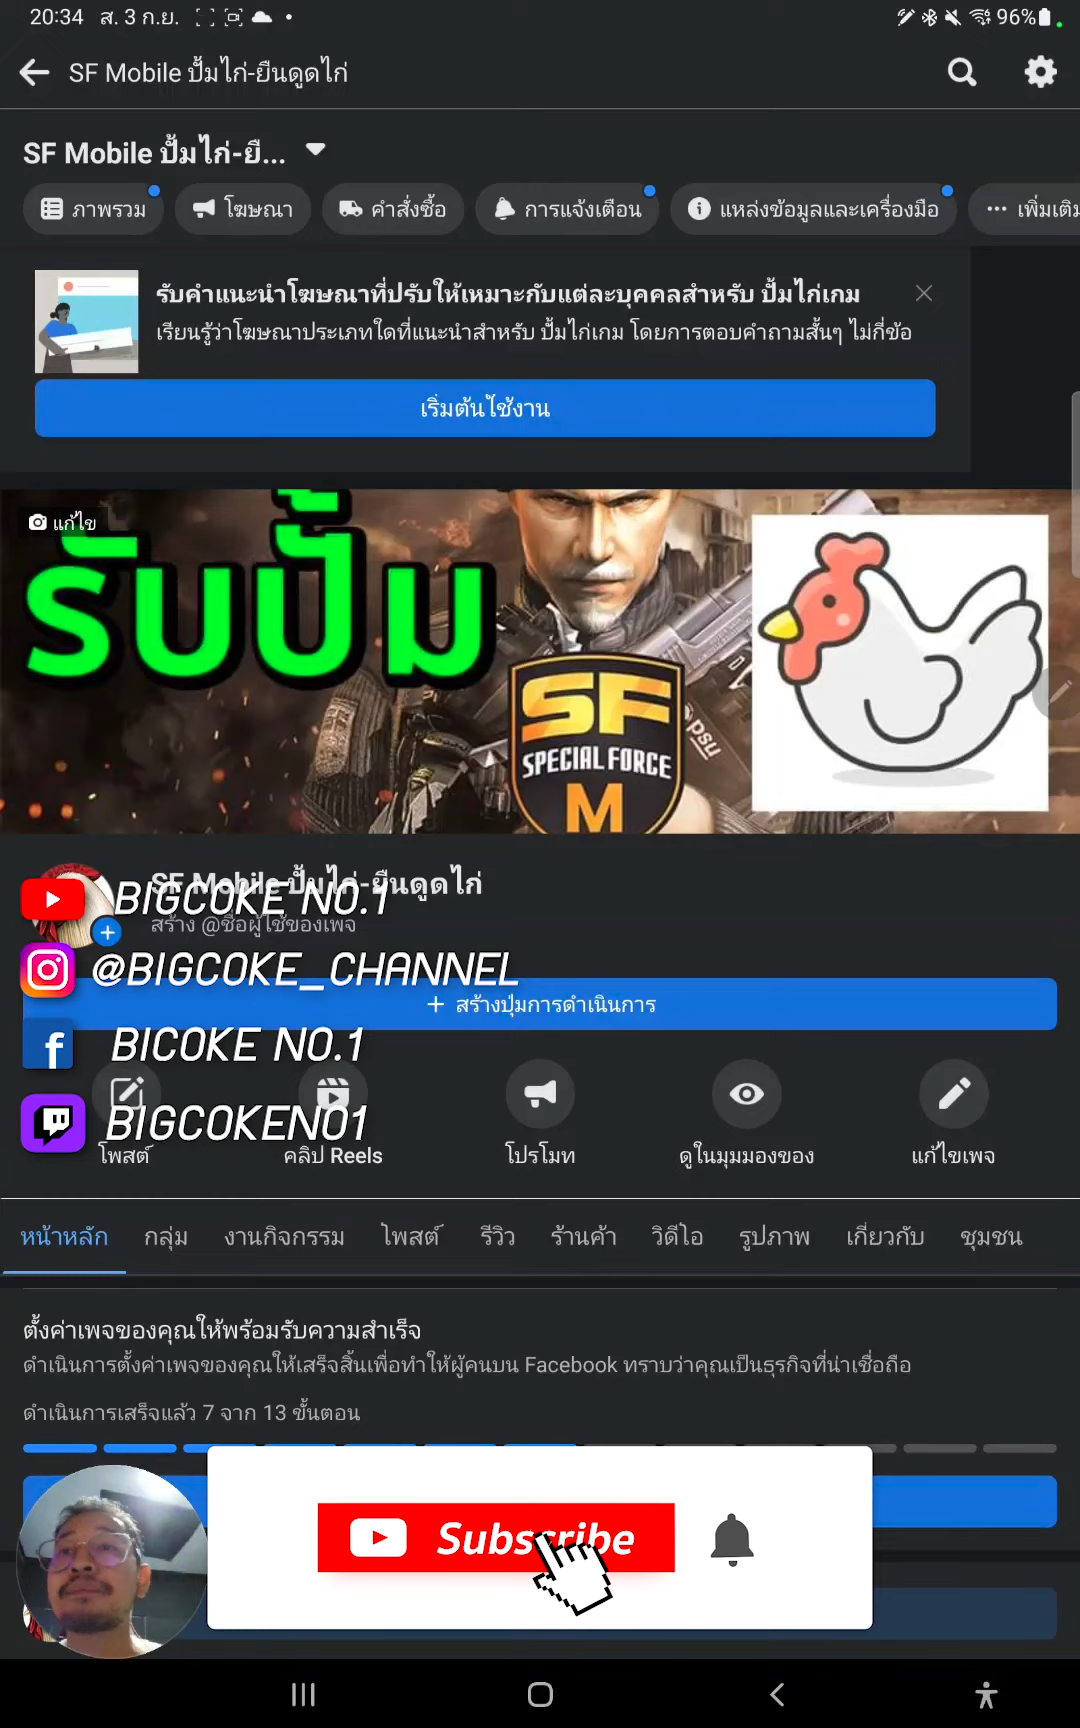 20:34 ส. 3 ก.ย. 96%
SF Mobile ปั้มไก่-ยืนดูดไก่
SF Mobile ปั้มไก่-ยื...
ภาพรวม โฆษณา คำสั่งซื้อ การแจ้งเตือน แหล่งข้อมูลและเครื่องมือ เพิ่มเติม
รับคำแนะนำโฆษณาที่ปรับให้เหมาะกับแต่ละบุคคลสำหรับ ปั้มไก่เกม
เรียนรู้ว่าโฆษณาประเภทใดที่แนะนำสำหรับ ปั้มไก่เกม โดยการตอบคำถามสั้นๆ ไม่กี่ข้อ
เริ่มต้นใช้งาน
แก้ไข
รับปั้ม
SF
SPECIAL FORCE
M
psu
SF Mobile ปั้มไก่-ยืนดูดไก่
BIGCOKE NO.1
สร้าง @ชื่อผู้ใช้ของเพจ
@BIGCOKE_CHANNEL
+ สร้างปุ่มการดำเนินการ
BICOKE NO.1
BIGCOKENO1
โพสต์ คลิป Reels โปรโมท ดูในมุมมองของ แก้ไขเพจ
หน้าหลัก กลุ่ม งานกิจกรรม โพสต์ รีวิว ร้านค้า วิดีโอ รูปภาพ เกี่ยวกับ ชุมชน
ตั้งค่าเพจของคุณให้พร้อมรับความสำเร็จ
ดำเนินการตั้งค่าเพจของคุณให้เสร็จสิ้นเพื่อทำให้ผู้คนบน Facebook ทราบว่าคุณเป็นธุรกิจที่น่าเชื่อถือ
ดำเนินการเสร็จแล้ว 7 จาก 13 ขั้นตอน
Subscribe